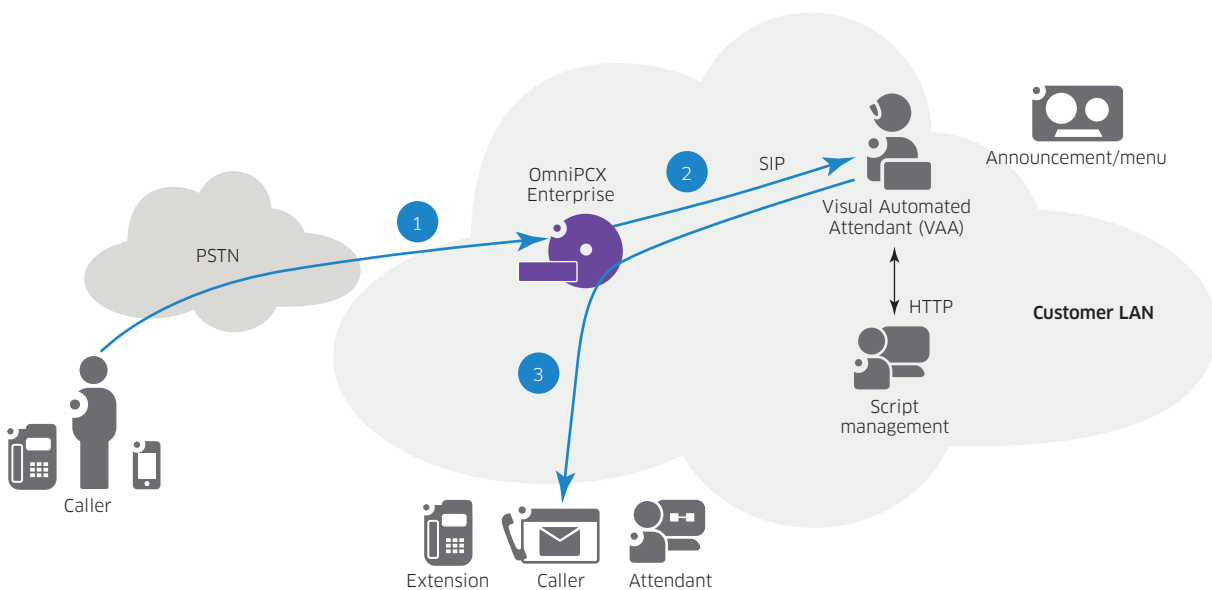 OmniPCX
Enterprise
SIP
Announcement/menu
Visual Automated
Attendant (VAA)
1
2
PSTN
HTTP
Customer LAN
3
Script
management
Caller
Extension
Caller
Attendant